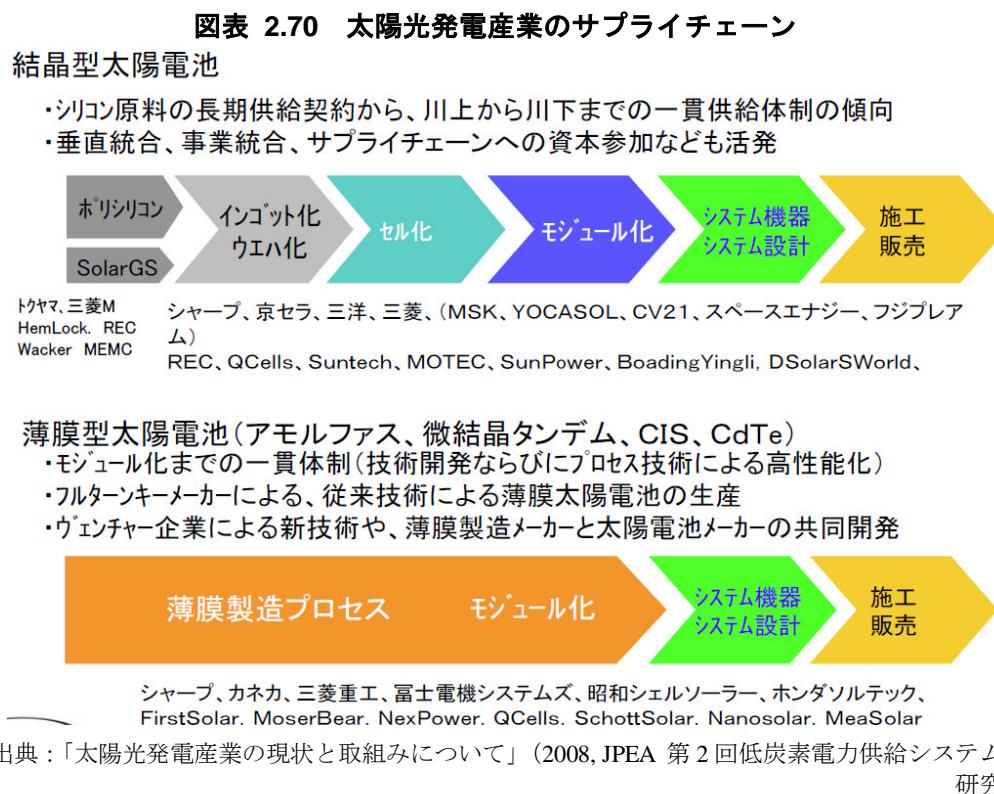 図表 2.70 太陽光発電産業のサプライチェーン
結晶型太陽電池
・シリコン原料の長期供給契約から、川上から川下までの一貫供給体制の傾向
・垂直統合、事業統合、サプライチェーンへの資本参加なども活発
ポリシリコン
SolarGS
インゴット化
ウエハ化
セル化
モジュール化
システム機器
システム設計
施工
販売
トクヤマ、三菱M
HemLock. REC
Wacker MEMC
シャープ、京セラ、三洋、三菱、(MSK、YOCASOL、CV21、スペースエナジー、フジプレア
ム)
REC、QCells、Suntech、MOTEC、SunPower、BoadingYingli, DSolarSWorld、
薄膜型太陽電池(アモルファス、微結晶タンデム、CIS、CdTe)
・モジュール化までの一貫体制(技術開発ならびにプロセス技術による高性能化)
・フルターンキーメーカーによる、従来技術による薄膜太陽電池の生産
・ヴェンチャー企業による新技術や、薄膜製造メーカーと太陽電池メーカーの共同開発
薄膜製造プロセス
モジュール化
システム機器
システム設計
施工
販売
シャープ、カネカ、三菱重工、冨士電機システムズ、昭和シェルソーラー、ホンダソルテック、
FirstSolar. MoserBear. NexPower. QCells. SchottSolar. Nanosolar. MeaSolar
出典:「太陽光発電産業の現状と取組みについて」(2008, JPEA 第2回低炭素電力供給システム
研究